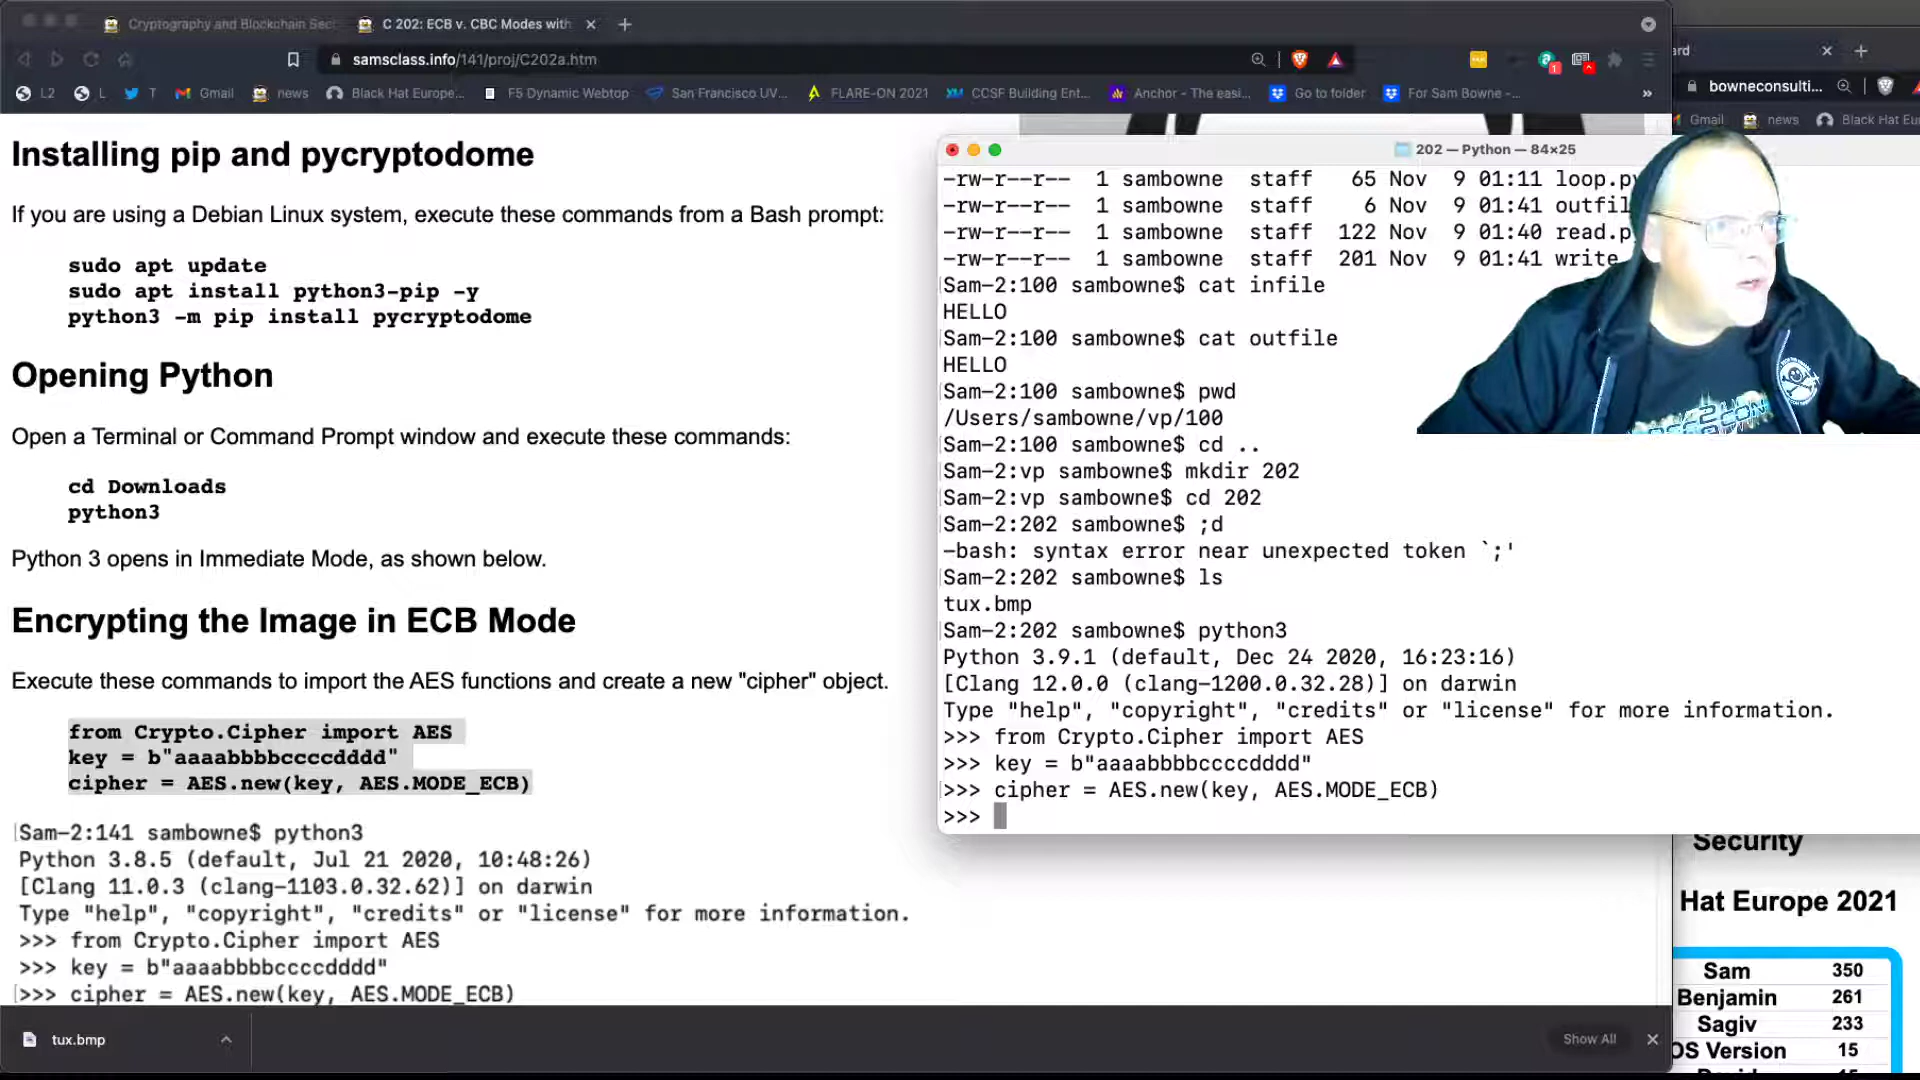 Cryptography and Blockchain Sec
C 202: ECB v. CBC Modes with
samsclass.info/141/proj/C202a.htm
L2
L
T
Gmail
news
Black Hat Europe...
F5 Dynamic Webtop
San Francisco UV...
FLARE-ON 2021
CCSF Building Ent...
Anchor - The easi...
Go to folder
For Sam Bowne -...
»
ard
bowneconsulti...
Gmail
news
Black Hat Eu
Installing pip and pycryptodome
If you are using a Debian Linux system, execute these commands from a Bash prompt:
sudo apt update
sudo apt install python3-pip -y
python3 -m pip install pycryptodome
Opening Python
Open a Terminal or Command Prompt window and execute these commands:
cd Downloads
python3
Python 3 opens in Immediate Mode, as shown below.
Encrypting the Image in ECB Mode
Execute these commands to import the AES functions and create a new "cipher" object.
from Crypto.Cipher import AES
key = b"aaaabbbbccccdddd"
cipher = AES.new(key, AES.MODE_ECB)
Sam-2:141 sambowne$ python3
Python 3.8.5 (default, Jul 21 2020, 10:48:26)
[Clang 11.0.3 (clang-1103.0.32.62)] on darwin
Type "help", "copyright", "credits" or "license" for more information.
>>> from Crypto.Cipher import AES
>>> key = b"aaaabbbbccccdddd"
>>> cipher = AES.new(key, AES.MODE_ECB)
202 — Python — 84×25
-rw-r--r--  1 sambowne  staff   65 Nov  9 01:11 loop.py
-rw-r--r--  1 sambowne  staff    6 Nov  9 01:41 outfil
-rw-r--r--  1 sambowne  staff  122 Nov  9 01:40 read.p
-rw-r--r--  1 sambowne  staff  201 Nov  9 01:41 write
Sam-2:100 sambowne$ cat infile
HELLO
Sam-2:100 sambowne$ cat outfile
HELLO
Sam-2:100 sambowne$ pwd
/Users/sambowne/vp/100
Sam-2:100 sambowne$ cd ..
Sam-2:vp sambowne$ mkdir 202
Sam-2:vp sambowne$ cd 202
Sam-2:202 sambowne$ ;d
-bash: syntax error near unexpected token `;'
Sam-2:202 sambowne$ ls
tux.bmp
Sam-2:202 sambowne$ python3
Python 3.9.1 (default, Dec 24 2020, 16:23:16)
[Clang 12.0.0 (clang-1200.0.32.28)] on darwin
Type "help", "copyright", "credits" or "license" for more information.
>>> from Crypto.Cipher import AES
>>> key = b"aaaabbbbccccdddd"
>>> cipher = AES.new(key, AES.MODE_ECB)
>>>
Security
Hat Europe 2021
Sam 350
Benjamin 261
Sagiv 233
OS Version 15
tux.bmp
Show All